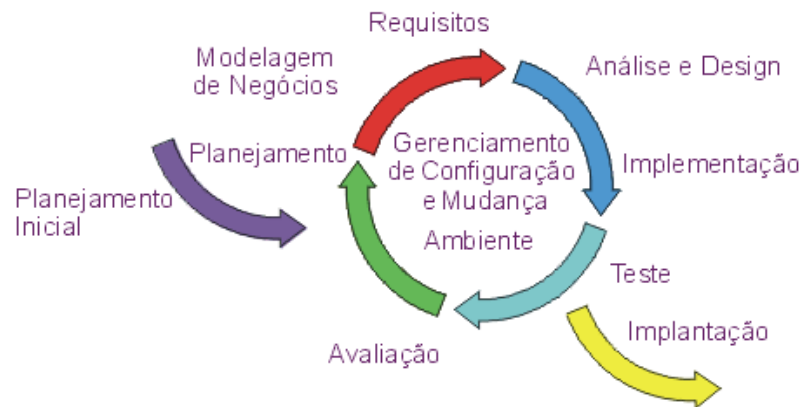 Requisitos
Modelagem
de Negócios
Análise e Design
Planejamento
Gerenciamento
de Configuração
e Mudança
Implementação
Planejamento
Inicial
Ambiente
Teste
Implantação
Avaliação